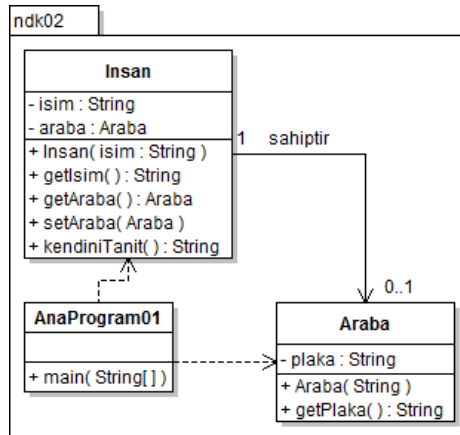 ndk02
Insan
- isim : String
- araba : Araba
+ Insan( isim : String )
+ getIsim( ) : String
+ getAraba( ) : Araba
+ setAraba( Araba )
+ kendiniTanit( ) : String
1 sahiptir
0..1
AnaProgram01
+ main( String[ ] )
Araba
- plaka : String
+ Araba( String )
+ getPlaka( ) : String